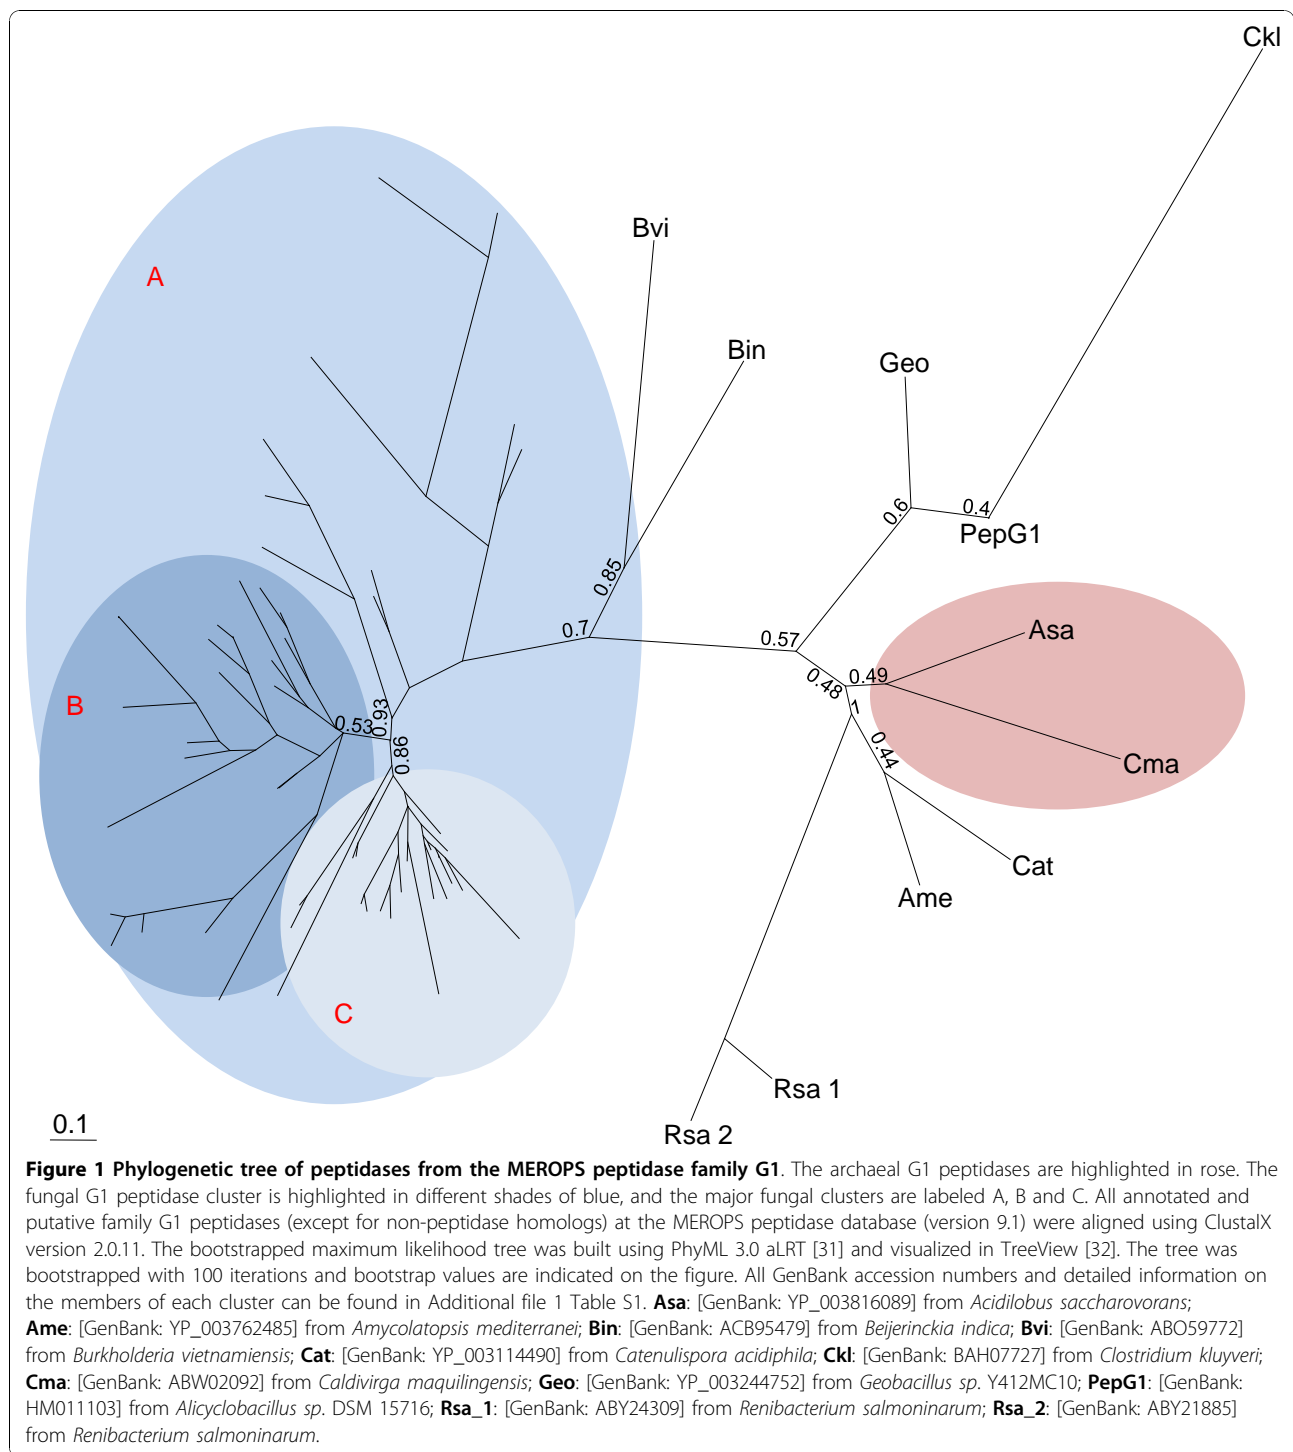 Ckl
Bvi
A
Bin
Geo
0.6
0.4
PepG1
0.85
0.7
0.57
Asa
0.49
0.48
B
0.93
0.53
1
0.86
0.44
Cma
Cat
Ame
C
Rsa 1
0.1
Rsa 2
Figure 1 Phylogenetic tree of peptidases from the MEROPS peptidase family G1. The archaeal G1 peptidases are highlighted in rose. The
fungal G1 peptidase cluster is highlighted in different shades of blue, and the major fungal clusters are labeled A, B and C. All annotated and
putative family G1 peptidases (except for non-peptidase homologs) at the MEROPS peptidase database (version 9.1) were aligned using ClustalX
version 2.0.11. The bootstrapped maximum likelihood tree was built using PhyML 3.0 aLRT [31] and visualized in TreeView [32]. The tree was
bootstrapped with 100 iterations and bootstrap values are indicated on the figure. All GenBank accession numbers and detailed information on
the members of each cluster can be found in Additional file 1 Table S1. Asa: [GenBank: YP_003816089] from Acidilobus saccharovorans;
Ame: [GenBank: YP_003762485] from Amycolatopsis mediterranei; Bin: [GenBank: ACB95479] from Beijerinckia indica; Bvi: [GenBank: ABO59772]
from Burkholderia vietnamiensis; Cat: [GenBank: YP_003114490] from Catenulispora acidiphila; Ckl: [GenBank: BAH07727] from Clostridium kluyveri;
Cma: [GenBank: ABW02092] from Caldivirga maquilingensis; Geo: [GenBank: YP_003244752] from Geobacillus sp. Y412MC10; PepG1: [GenBank:
HM011103] from Alicyclobacillus sp. DSM 15716; Rsa_1: [GenBank: ABY24309] from Renibacterium salmoninarum; Rsa_2: [GenBank: ABY21885]
from Renibacterium salmoninarum.